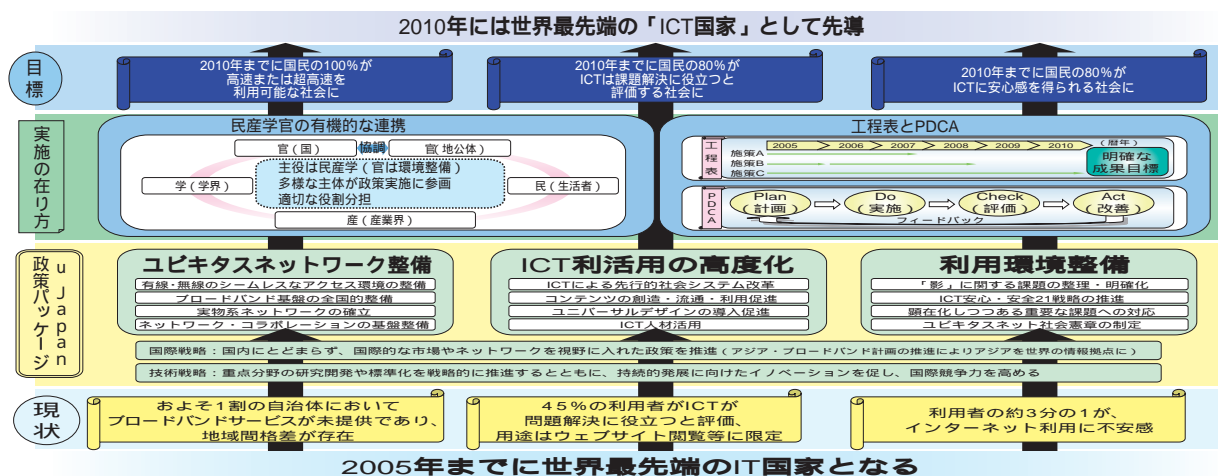 2010年には世界最先端の「ICT国家」として先導
目標
2010年までに国民の100%が
高速または超高速を
利用可能な社会に
2010年までに国民の80%が
ICTは課題解決に役立つと
評価する社会に
2010年までに国民の80%が
ICTに安心感を得られる社会に
実施の在り方
民産学官の有機的な連携
官(国)
協調
官(地公体)
学(学界)
主役は民産学(官は環境整備)
多様な主体が政策実施に参画
適切な役割分担
民(生活者)
産(産業界)
工程表とPDCA
工程表
2005
2006
2007
2008
2009
2010
(暦年)
施策A
施策B
施策C
明確な
成果目標
PDCA
Plan
(計画)
Do
(実施)
Check
(評価)
Act
(改善)
フィードバック
u Japan
政策パッケージ
ユビキタスネットワーク整備
有線・無線のシームレスなアクセス環境の整備
ブロードバンド基盤の全国的整備
実物系ネットワークの確立
ネットワーク・コラボレーションの基盤整備
ICT利活用の高度化
ICTによる先行的社会システム改革
コンテンツの創造・流通・利用促進
ユニバーサルデザインの導入促進
ICT人材活用
利用環境整備
「影」に関する課題の整理・明確化
ICT安心・安全21戦略の推進
顕在化しつつある重要な課題への対応
ユビキタスネット社会憲章の制定
国際戦略:国内にとどまらず、国際的な市場やネットワークを視野に入れた政策を推進(アジア・ブロードバンド計画の推進によりアジアを世界の情報拠点に)
技術戦略:重点分野の研究開発や標準化を戦略的に推進するとともに、持続的発展に向けたイノベーションを促し、国際競争力を高める
現状
およそ1割の自治体において
ブロードバンドサービスが未提供であり、
地域間格差が存在
45%の利用者がICTが
問題解決に役立つと評価、
用途はウェブサイト閲覧等に限定
利用者の約3分の1が、
インターネット利用に不安感
2005年までに世界最先端のIT国家となる